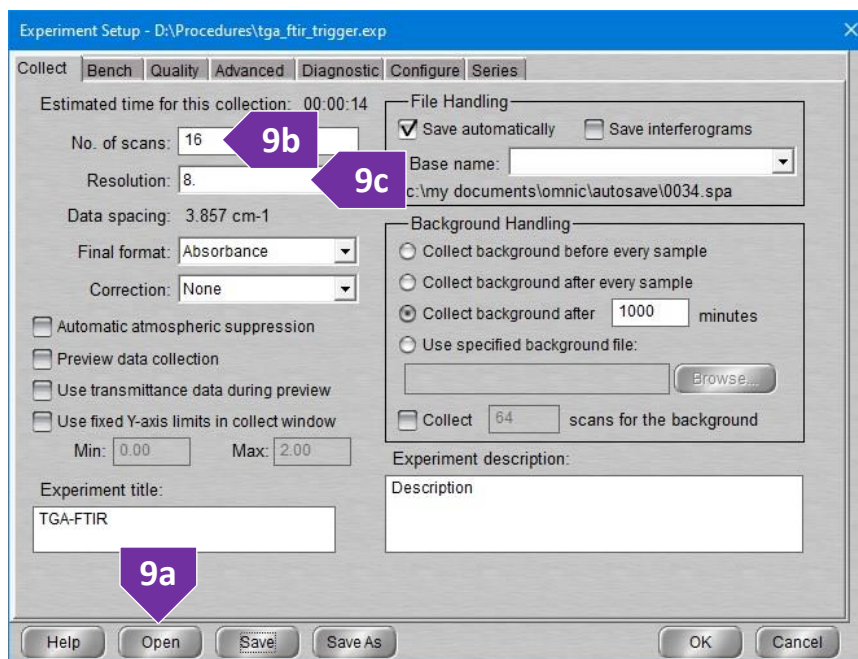 Experiment Setup - D:\Procedures\tga_ftir_trigger.exp
Collect Bench Quality Advanced Diagnostic Configure Series
Estimated time for this collection: 00:00:14
No. of scans: 16
9b
Resolution: 8.
9c
Data spacing: 3.857 cm-1
Final format: Absorbance
Correction: None
Automatic atmospheric suppression
Preview data collection
Use transmittance data during preview
Use fixed Y-axis limits in collect window
Min: 0.00 Max: 2.00
Experiment title:
TGA-FTIR
File Handling
Save automatically Save interferograms
Base name:
c:\my documents\omnic\autosave\0034.spa
Background Handling
Collect background before every sample
Collect background after every sample
Collect background after 1000 minutes
Use specified background file:
Browse...
Collect 64 scans for the background
Experiment description:
Description
9a
Help Open Save Save As OK Cancel